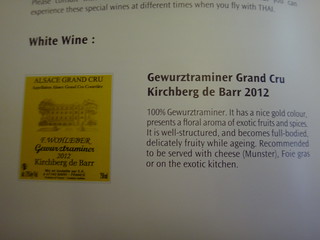 experience these special wines at different times when you fly with THAI.
White Wine :
ALSACE GRAND CRU
F. WOHLEBER
Gewurztraminer
2012
Kirchberg de Barr
Gewurztraminer Grand Cru
Kirchberg de Barr 2012
100% Gewurztraminer. It has a nice gold colour,
presents a floral aroma of exotic fruits and spices.
It is well-structured, and becomes full-bodied,
delicately fruity while ageing. Recommended
to be served with cheese (Munster), Foie gras
or on the exotic kitchen.